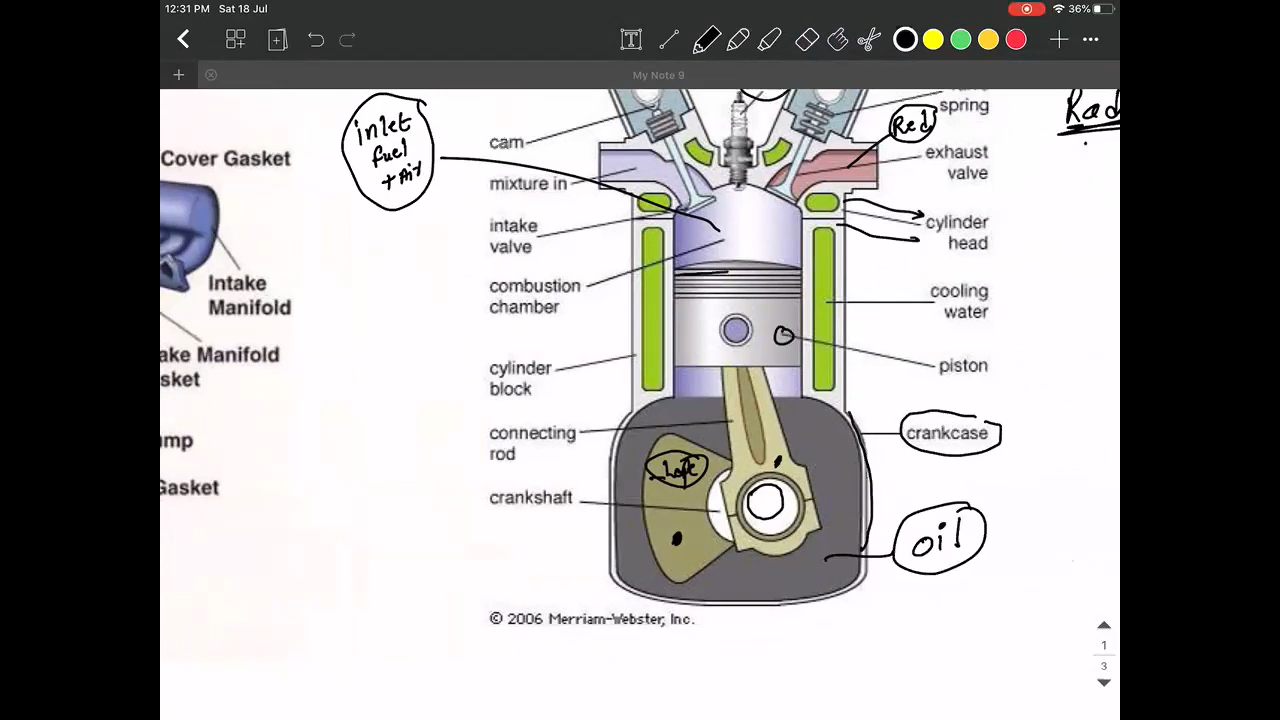 12:31 PM Sat 18 Jul
36%
My Note 9
Cover Gasket
Intake
Manifold
ake Manifold
sket
ump
Gasket
inlet
fuel
+ Air
cam
mixture in
intake
valve
combustion
chamber
cylinder
block
connecting
rod
crankshaft
spring
Red
exhaust
valve
cylinder
head
cooling
water
piston
crankcase
oil
Rad
© 2006 Merriam-Webster, Inc.
1
3